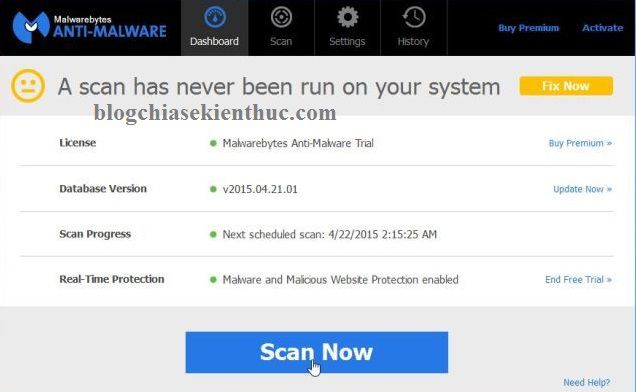 Malwarebytes
ANTI-MALWARE
Dashboard Scan Settings History
Buy Premium Activate
A scan has never been run on your system Fix Now
blogchiasekienthuc.com
License Malwarebytes Anti-Malware Trial Buy Premium »
Database Version v2015.04.21.01 Update Now »
Scan Progress Next scheduled scan: 4/22/2015 2:15:25 AM
Real-Time Protection Malware and Malicious Website Protection enabled End Free Trial »
Scan Now
Need Help?